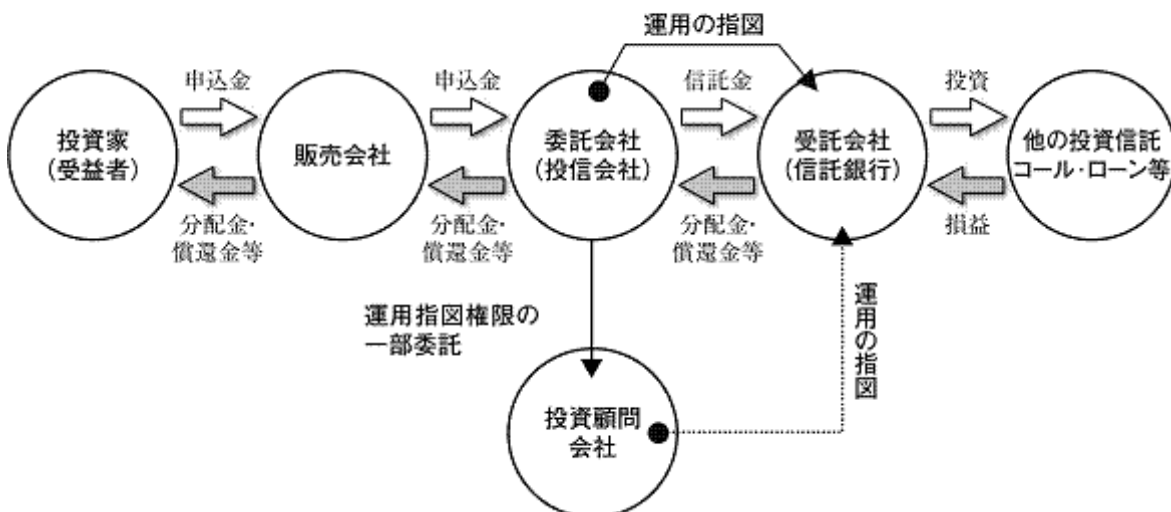 運用の指図
申込金
申込金
信託金
投資
投資家
(受益者)
販売会社
委託会社
(投信会社)
受託会社
(信託銀行)
他の投資信託
コール・ローン等
分配金・
償還金等
分配金・
償還金等
分配金・
償還金等
損益
運用指図権限の
一部委託
運用の指図
投資顧問
会社